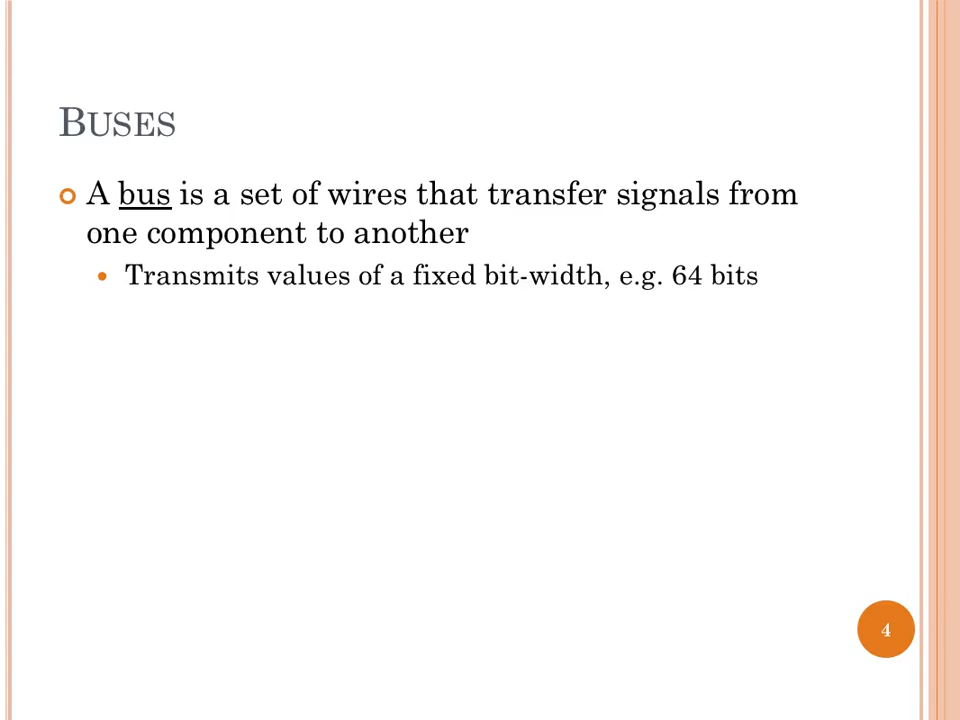 BUSES
A bus is a set of wires that transfer signals from
one component to another
Transmits values of a fixed bit-width, e.g. 64 bits
4